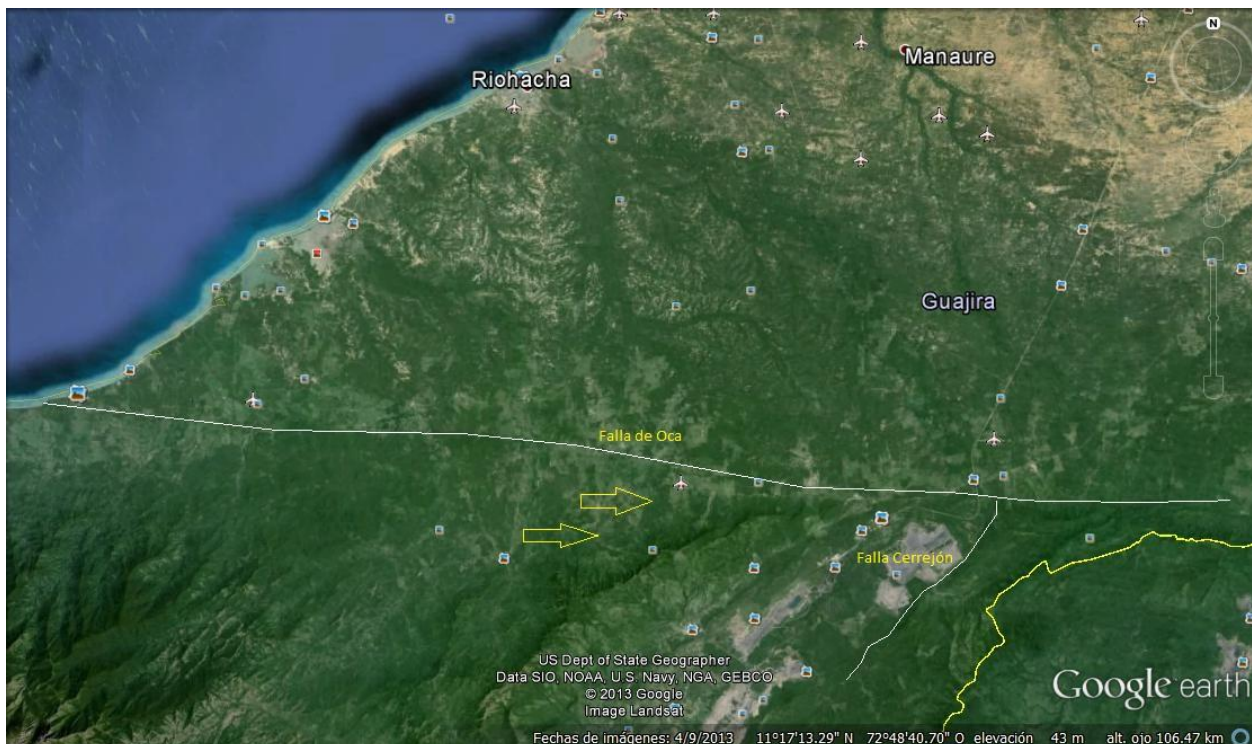 N
Manaure
Riohacha
Guajira
Falla de Oca
Falla Cerrejón
US Dept of State Geographer
Data SIO, NOAA, U.S. Navy, NGA, GEBCO
© 2013 Google
Image Landsat
Google earth
Fechas de imágenes: 4/9/2013 11°17'13.29" N 72°48'40.70" O elevación 43 m alt. ojo 106.47 km